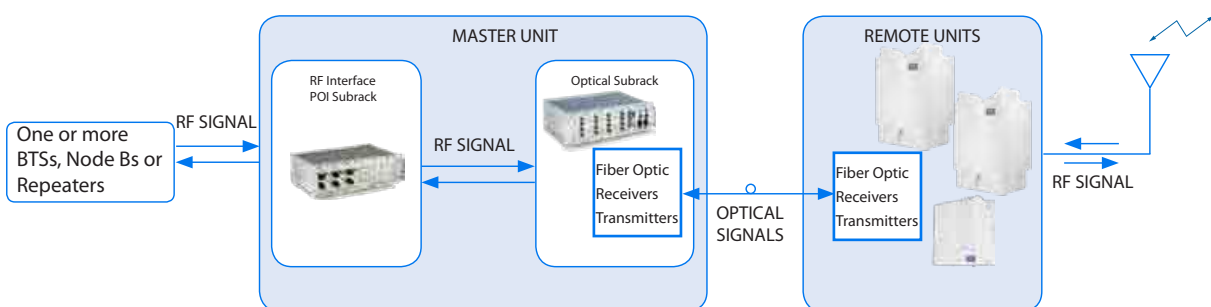 MASTER UNIT
REMOTE UNITS
RF Interface
POI Subrack
Optical Subrack
One or more
BTSs, Node Bs or
Repeaters
RF SIGNAL
RF SIGNAL
Fiber Optic
Receivers
Transmitters
OPTICAL
SIGNALS
Fiber Optic
Receivers
Transmitters
RF SIGNAL